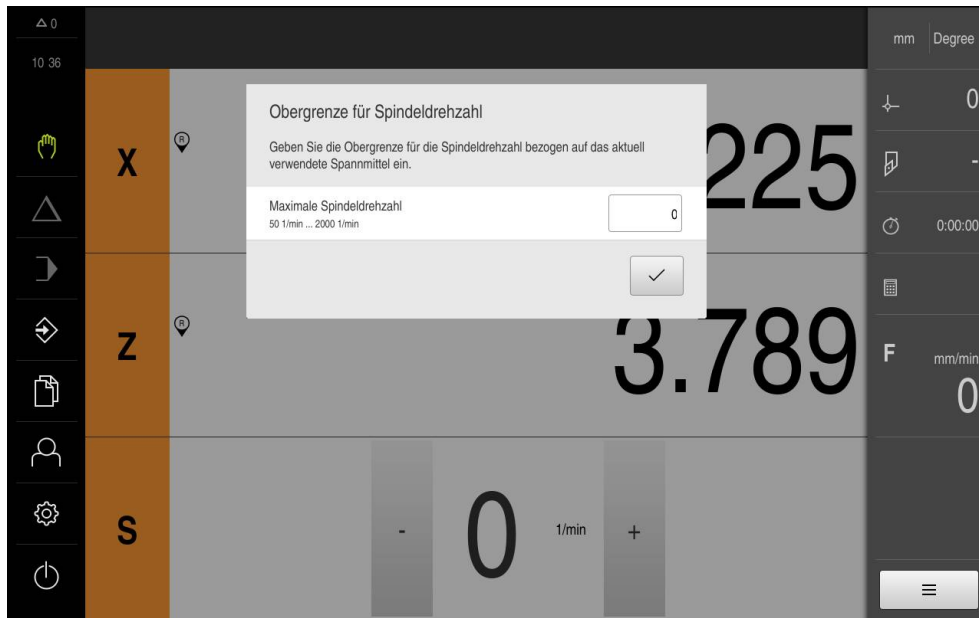 0
10 36
X
R
225
Z
R
3.789
S
-
0
1/min
+
Obergrenze für Spindeldrehzahl
Geben Sie die Obergrenze für die Spindeldrehzahl bezogen auf das aktuell
verwendete Spannmittel ein.
Maximale Spindeldrehzahl
0
50 1/min ... 2000 1/min
mm
Degree
0
-
0:00:00
F
mm/min
0